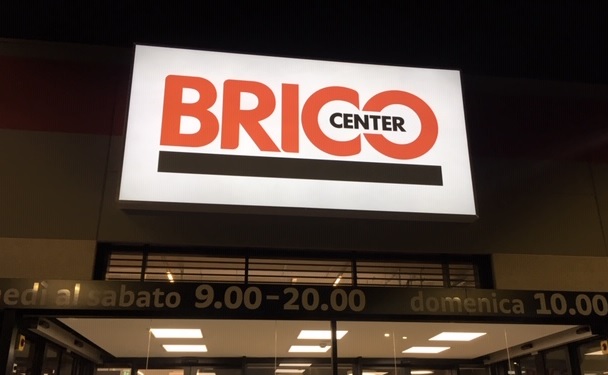 BRICO
CENTER
edì al sabato 9.00-20.00 domenica 10.00